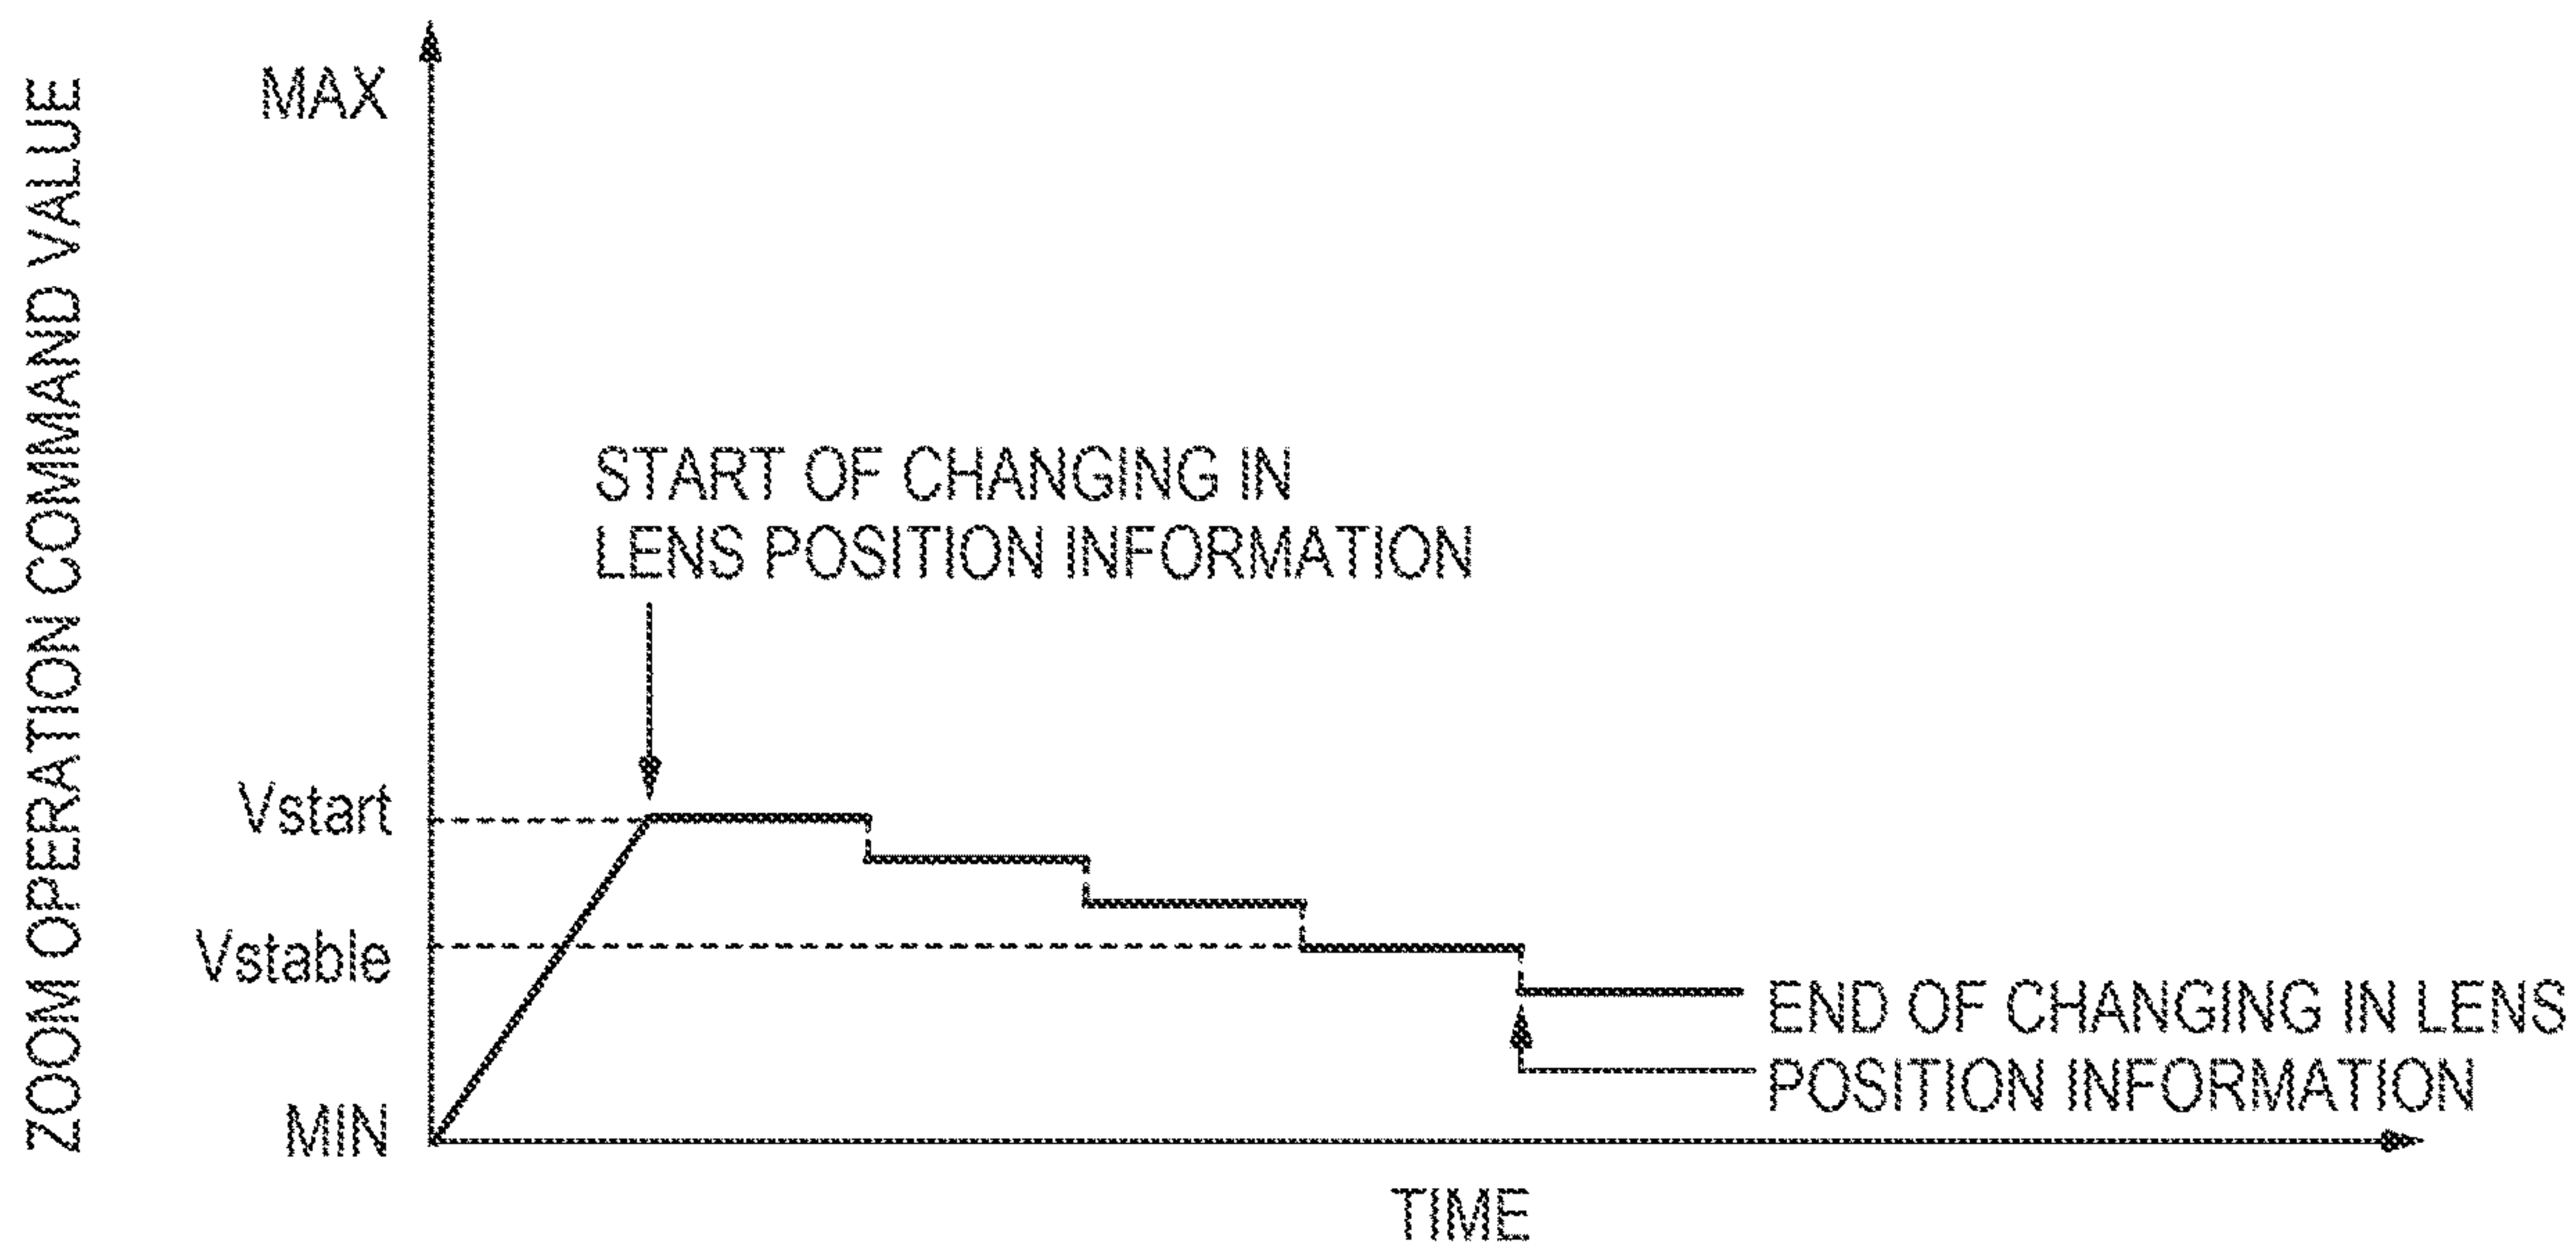 ZOOM OPERATION COMMAND VALUE
MAX
START OF CHANGING IN
LENS POSITION INFORMATION
Vstart
Vstable
END OF CHANGING IN LENS
POSITION INFORMATION
MIN
TIME